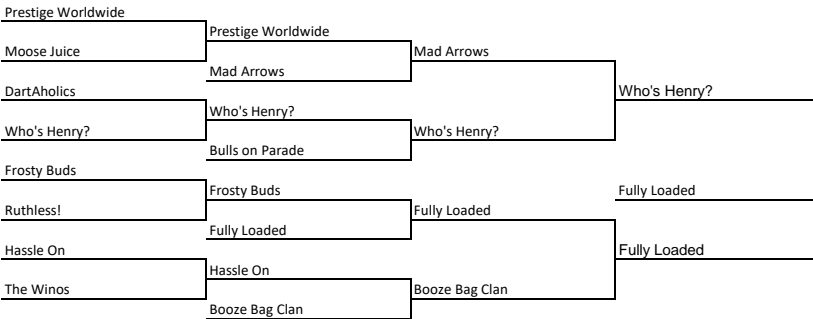 Prestige Worldwide
Prestige Worldwide
Moose Juice
Mad Arrows
Mad Arrows
DartAholics
Who's Henry?
Who's Henry?
Who's Henry?
Who's Henry?
Bulls on Parade
Frosty Buds
Frosty Buds
Fully Loaded
Ruthless!
Fully Loaded
Fully Loaded
Hassle On
Fully Loaded
Hassle On
The Winos
Booze Bag Clan
Booze Bag Clan